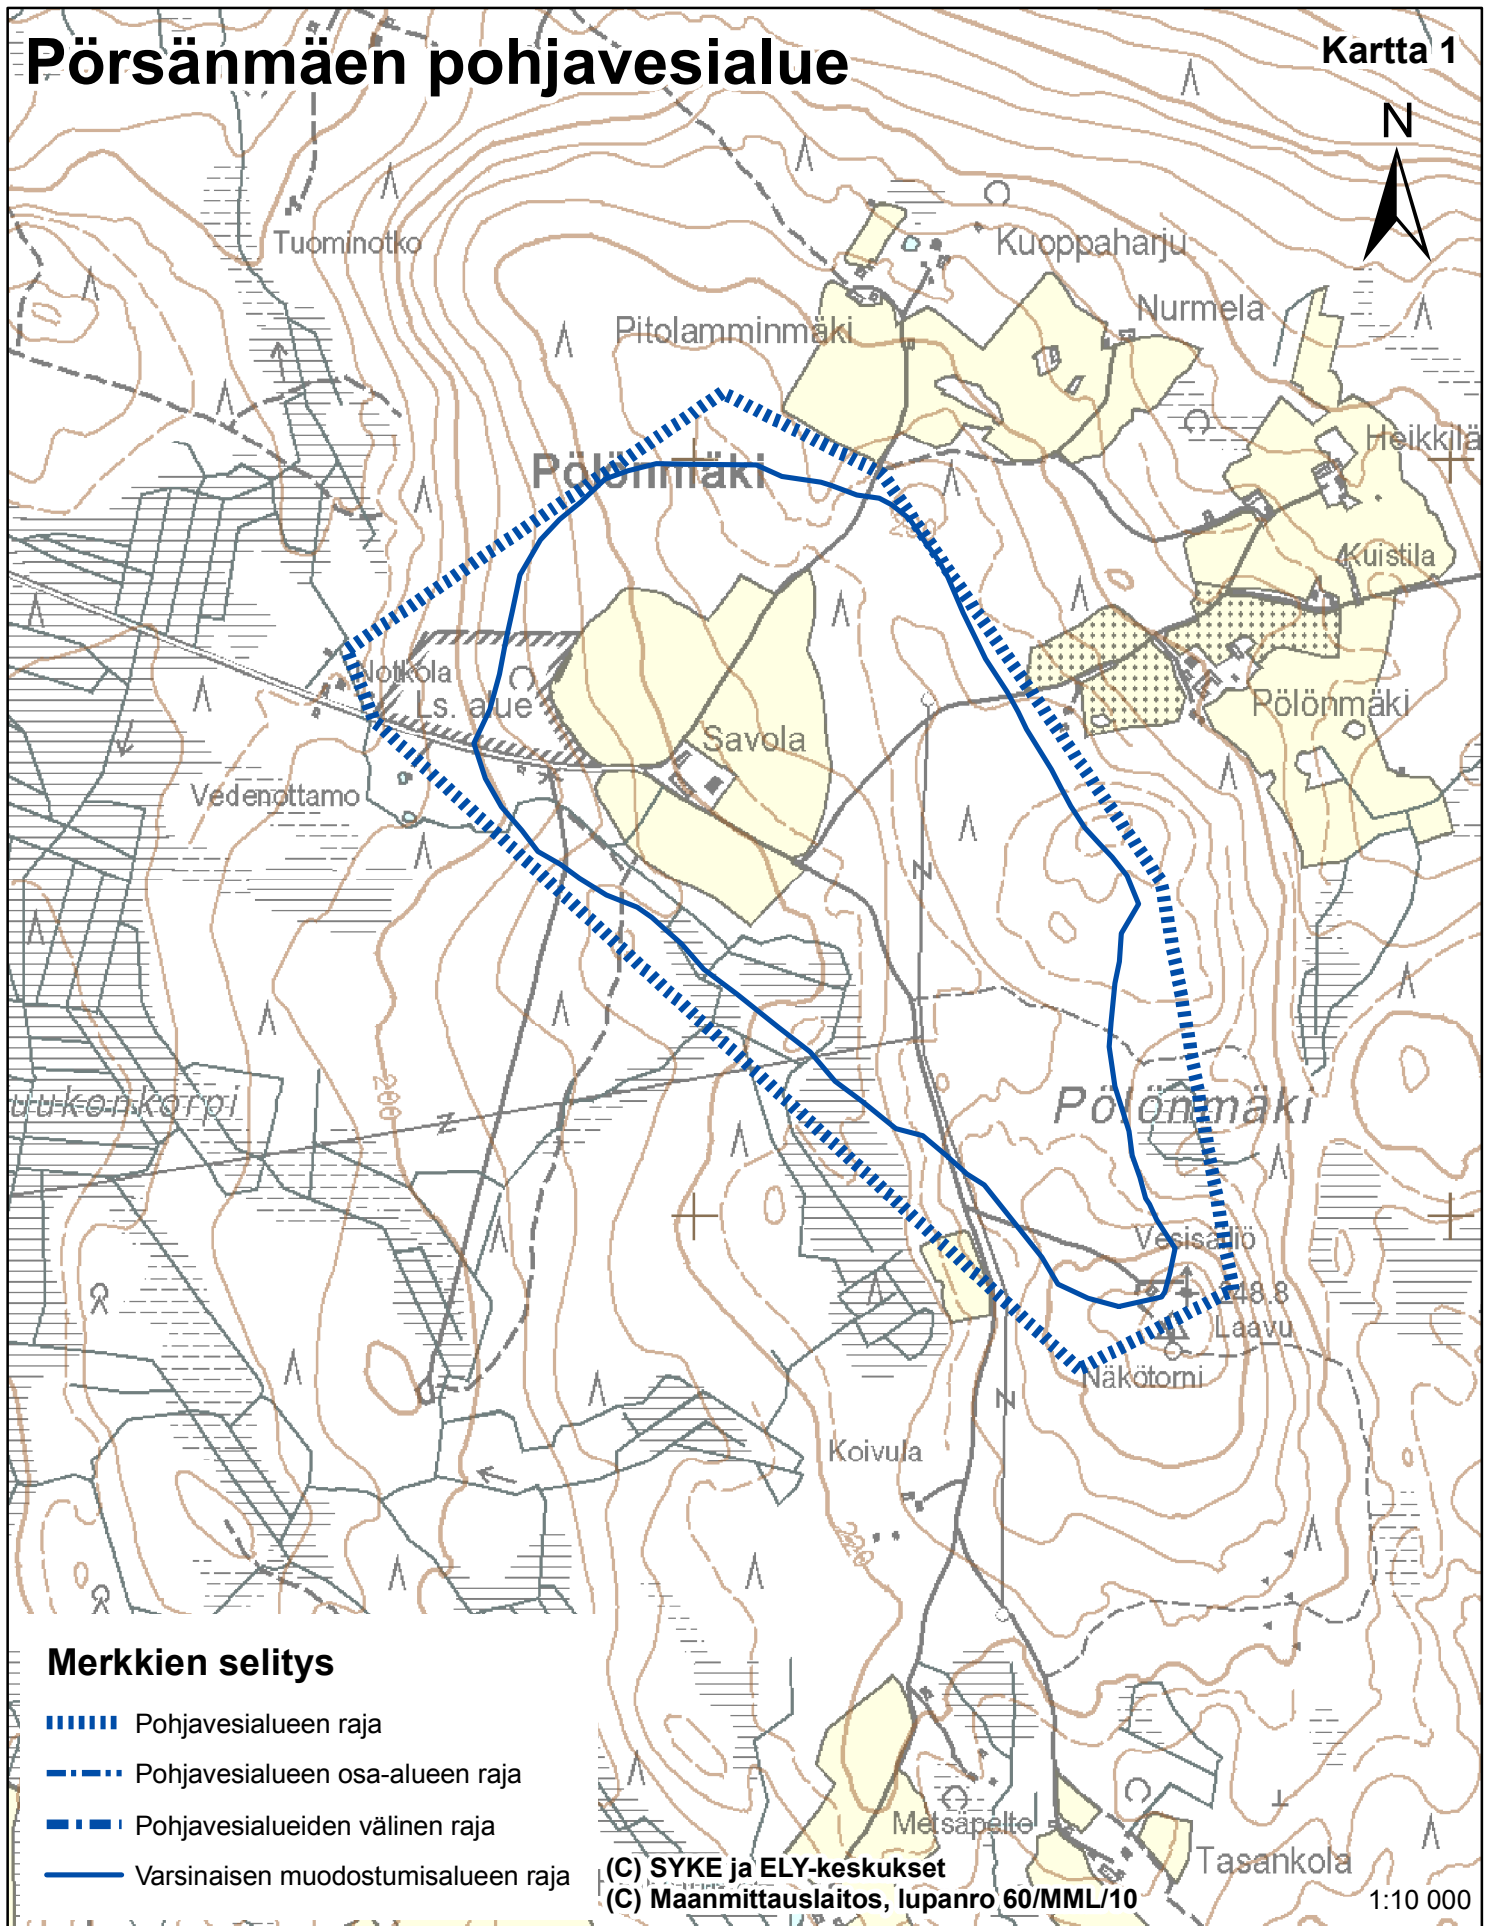 Pörsänmäen pohjavesialue
Kartta 1
N
Tuominotko
Kuoppaharju
Nurmela
Pitolamminmäki
Heikkilä
Pölönmäki
230
Kuistila
Notkola
Ls. alue
Savola
Pölönmäki
Vedenottamo
Z
200
uukonkorpi
Z
Pölönmäki
Vesisäiliö
248.8
Laavu
Näkötorni
Z
Koivula
220
Metsäpelto
Tasankola
Merkkien selitys
Pohjavesialueen raja
Pohjavesialueen osa-alueen raja
Pohjavesialueiden välinen raja
Varsinaisen muodostumisalueen raja
(C) SYKE ja ELY-keskukset
(C) Maanmittauslaitos, lupanro 60/MML/10
1:10 000